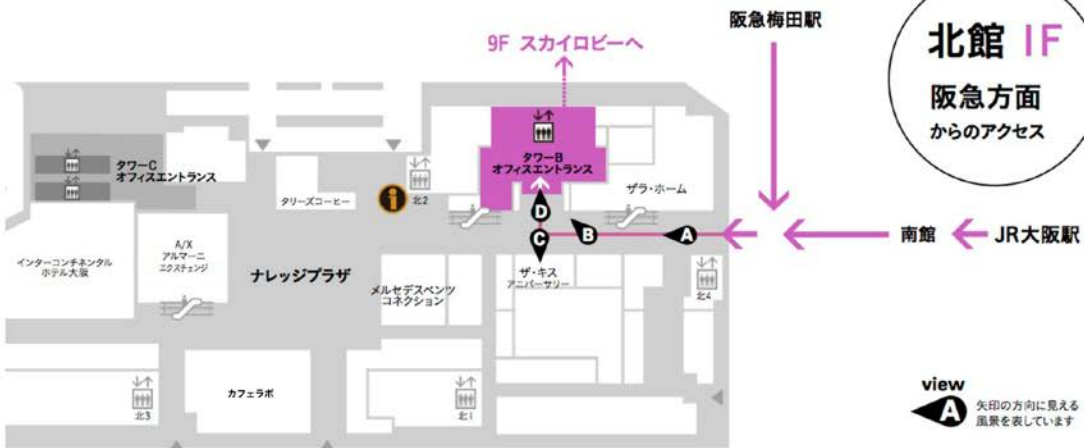 阪急梅田駅
北館 1F
阪急方面
からのアクセス
9F スカイロビーへ
タワーC
オフィスエントランス
タワーB
オフィスエントランス
タリーズコーヒー
i
北2
ザラ・ホーム
D
C
B
A
南館
JR大阪駅
インターコンチネンタル
ホテル大阪
A/X
アルマーニ
エクスチェンジ
ナレッジプラザ
メルセデスベンツ
コネクション
ザ・キス
アニバーサリー
北4
北3
カフェラボ
北1
view
A
矢印の方向に見える
風景を表しています